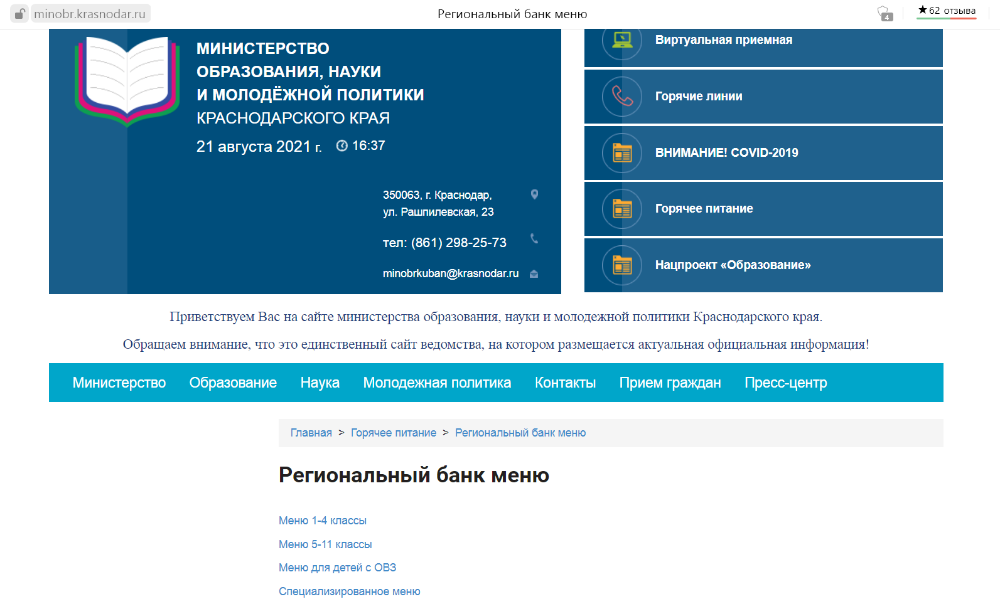 minobr.krasnodar.ru
Региональный банк меню
4
★62 отзыва
МИНИСТЕРСТВО
ОБРАЗОВАНИЯ, НАУКИ
И МОЛОДЁЖНОЙ ПОЛИТИКИ
КРАСНОДАРСКОГО КРАЯ
21 августа 2021 г. 16:37
350063, г. Краснодар,
ул. Рашпилевская, 23
тел: (861) 298-25-73
minobrkuban@krasnodar.ru
Виртуальная приемная
Горячие линии
ВНИМАНИЕ! COVID-2019
Горячее питание
Нацпроект «Образование»
Приветствуем Вас на сайте министерства образования, науки и молодежной политики Краснодарского края.
Обращаем внимание, что это единственный сайт ведомства, на котором размещается актуальная официальная информация!
Министерство Образование Наука Молодежная политика Контакты Прием граждан Пресс-центр
Главная > Горячее питание > Региональный банк меню
Региональный банк меню
Меню 1-4 классы
Меню 5-11 классы
Меню для детей с ОВЗ
Специализированное меню